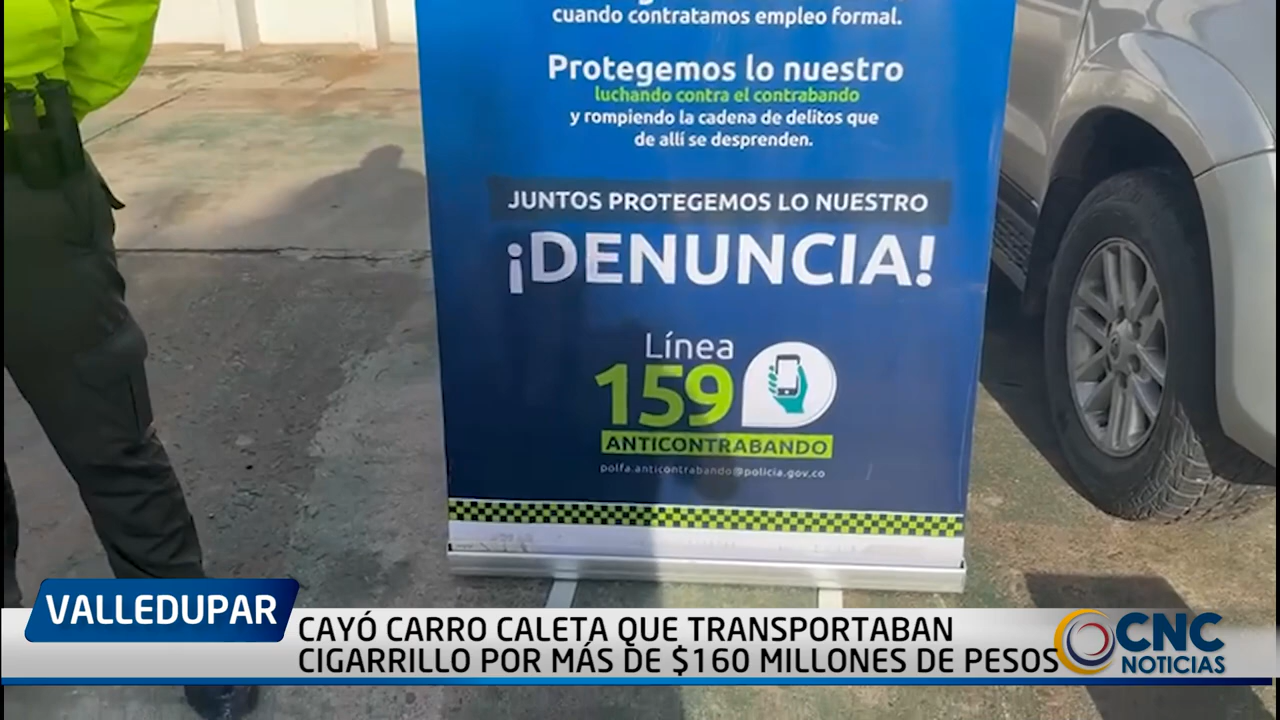 cuando contratamos empleo formal.
Protegemos lo nuestro
luchando contra el contrabando
y rompiendo la cadena de delitos que
de allí se desprenden.
JUNTOS PROTEGEMOS LO NUESTRO
¡DENUNCIA!
Línea
159
ANTICONTRABANDO
polfa.anticontrabando@policia.gov.co
VALLEDUPAR
CAYÓ CARRO CALETA QUE TRANSPORTABAN
CIGARRILLO POR MÁS DE $160 MILLONES DE PESOS
CNC
NOTICIAS